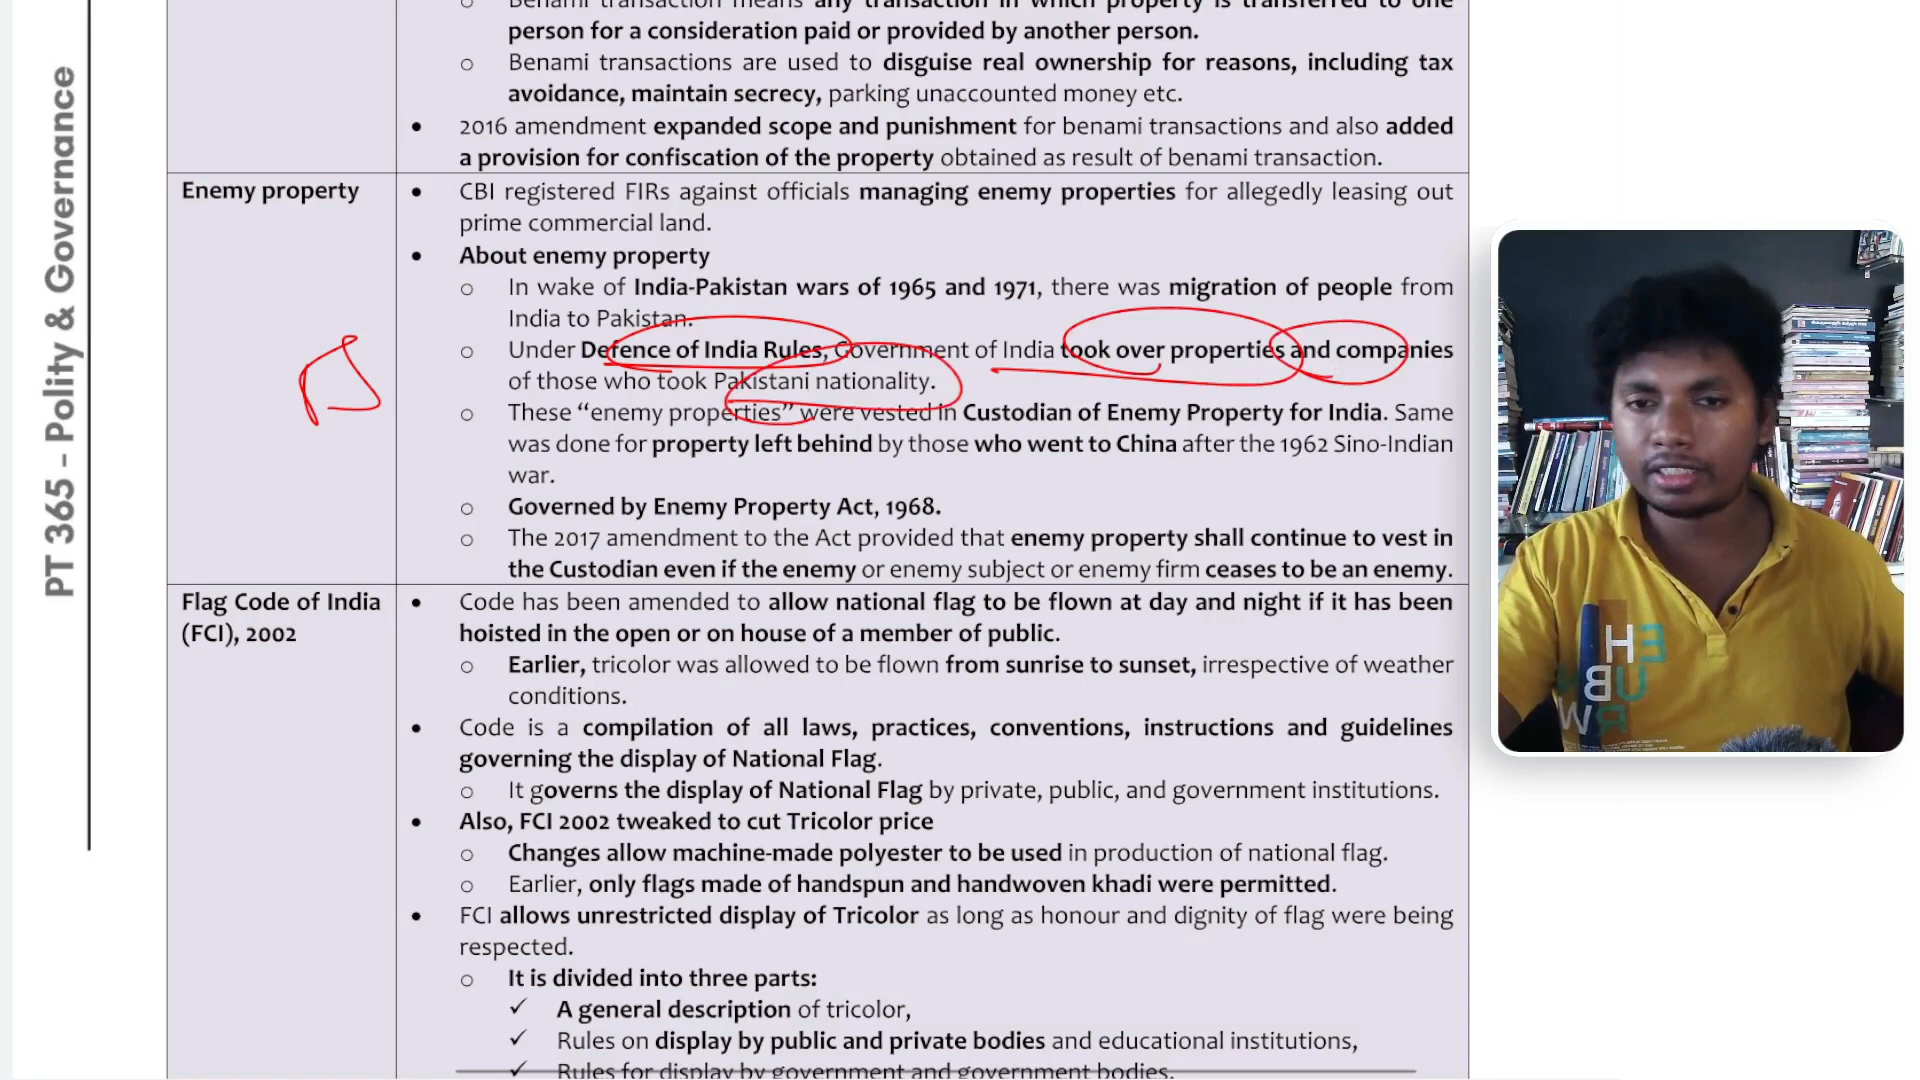 PT 365 - Polity & Governance
Benami transaction means any transaction in which property is transferred to one
person for a consideration paid or provided by another person.
o Benami transactions are used to disguise real ownership for reasons, including tax
avoidance, maintain secrecy, parking unaccounted money etc.
• 2016 amendment expanded scope and punishment for benami transactions and also added
a provision for confiscation of the property obtained as result of benami transaction.
Enemy property
• CBI registered FIRs against officials managing enemy properties for allegedly leasing out
prime commercial land.
• About enemy property
o In wake of India-Pakistan wars of 1965 and 1971, there was migration of people from
India to Pakistan.
o Under Defence of India Rules, Government of India took over properties and companies
of those who took Pakistani nationality.
o These “enemy properties” were vested in Custodian of Enemy Property for India. Same
was done for property left behind by those who went to China after the 1962 Sino-Indian
war.
o Governed by Enemy Property Act, 1968.
o The 2017 amendment to the Act provided that enemy property shall continue to vest in
the Custodian even if the enemy or enemy subject or enemy firm ceases to be an enemy.
Flag Code of India
(FCI), 2002
• Code has been amended to allow national flag to be flown at day and night if it has been
hoisted in the open or on house of a member of public.
o Earlier, tricolor was allowed to be flown from sunrise to sunset, irrespective of weather
conditions.
• Code is a compilation of all laws, practices, conventions, instructions and guidelines
governing the display of National Flag.
o It governs the display of National Flag by private, public, and government institutions.
• Also, FCI 2002 tweaked to cut Tricolor price
o Changes allow machine-made polyester to be used in production of national flag.
o Earlier, only flags made of handspun and handwoven khadi were permitted.
• FCI allows unrestricted display of Tricolor as long as honour and dignity of flag were being
respected.
o It is divided into three parts:
✓ A general description of tricolor,
✓ Rules on display by public and private bodies and educational institutions,
✓ Rules for display by government and government bodies.